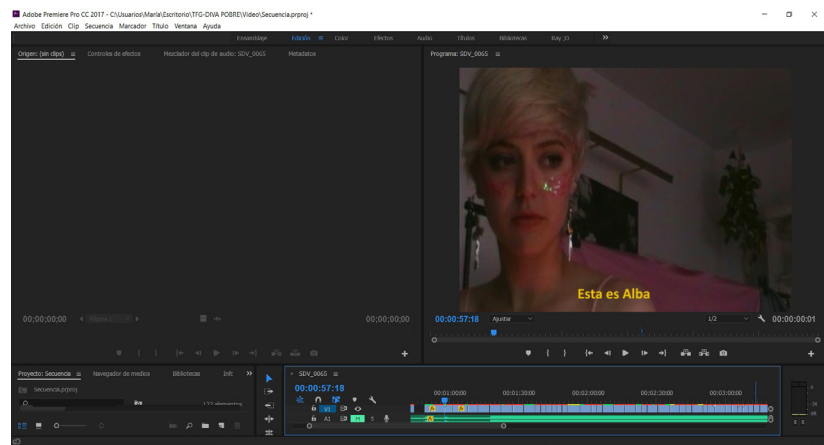 Adobe Premiere Pro CC 2017 - C:\Usuarios\María\Escritorio\TFG-DIVA POBRE\Video\Secuencia.prproj *
Archivo Edición Clip Secuencia Marcador Título Ventana Ayuda
Ensamblaje Edición Color Efectos Audio Títulos Bibliotecas Ray ;O
Origen: (sin clips) Controles de efectos Mezclador del clip de audio: SDV_0065 Metadatos
Programa: SDV_0065
Esta es Alba
00;00;00;00 00;00;00;00
00:00:57:18 Ajustar 1/2 00:00:00:01
Proyecto: Secuencia Navegador de medios Bibliotecas Inf:
Secuencia.prproj
122 elementos
SDV_0065
00:00:57:18
00:01:00:00 00:01:30:00 00:02:00:00 00:02:30:00 00:03:00:00
V1
A1 M S
S S